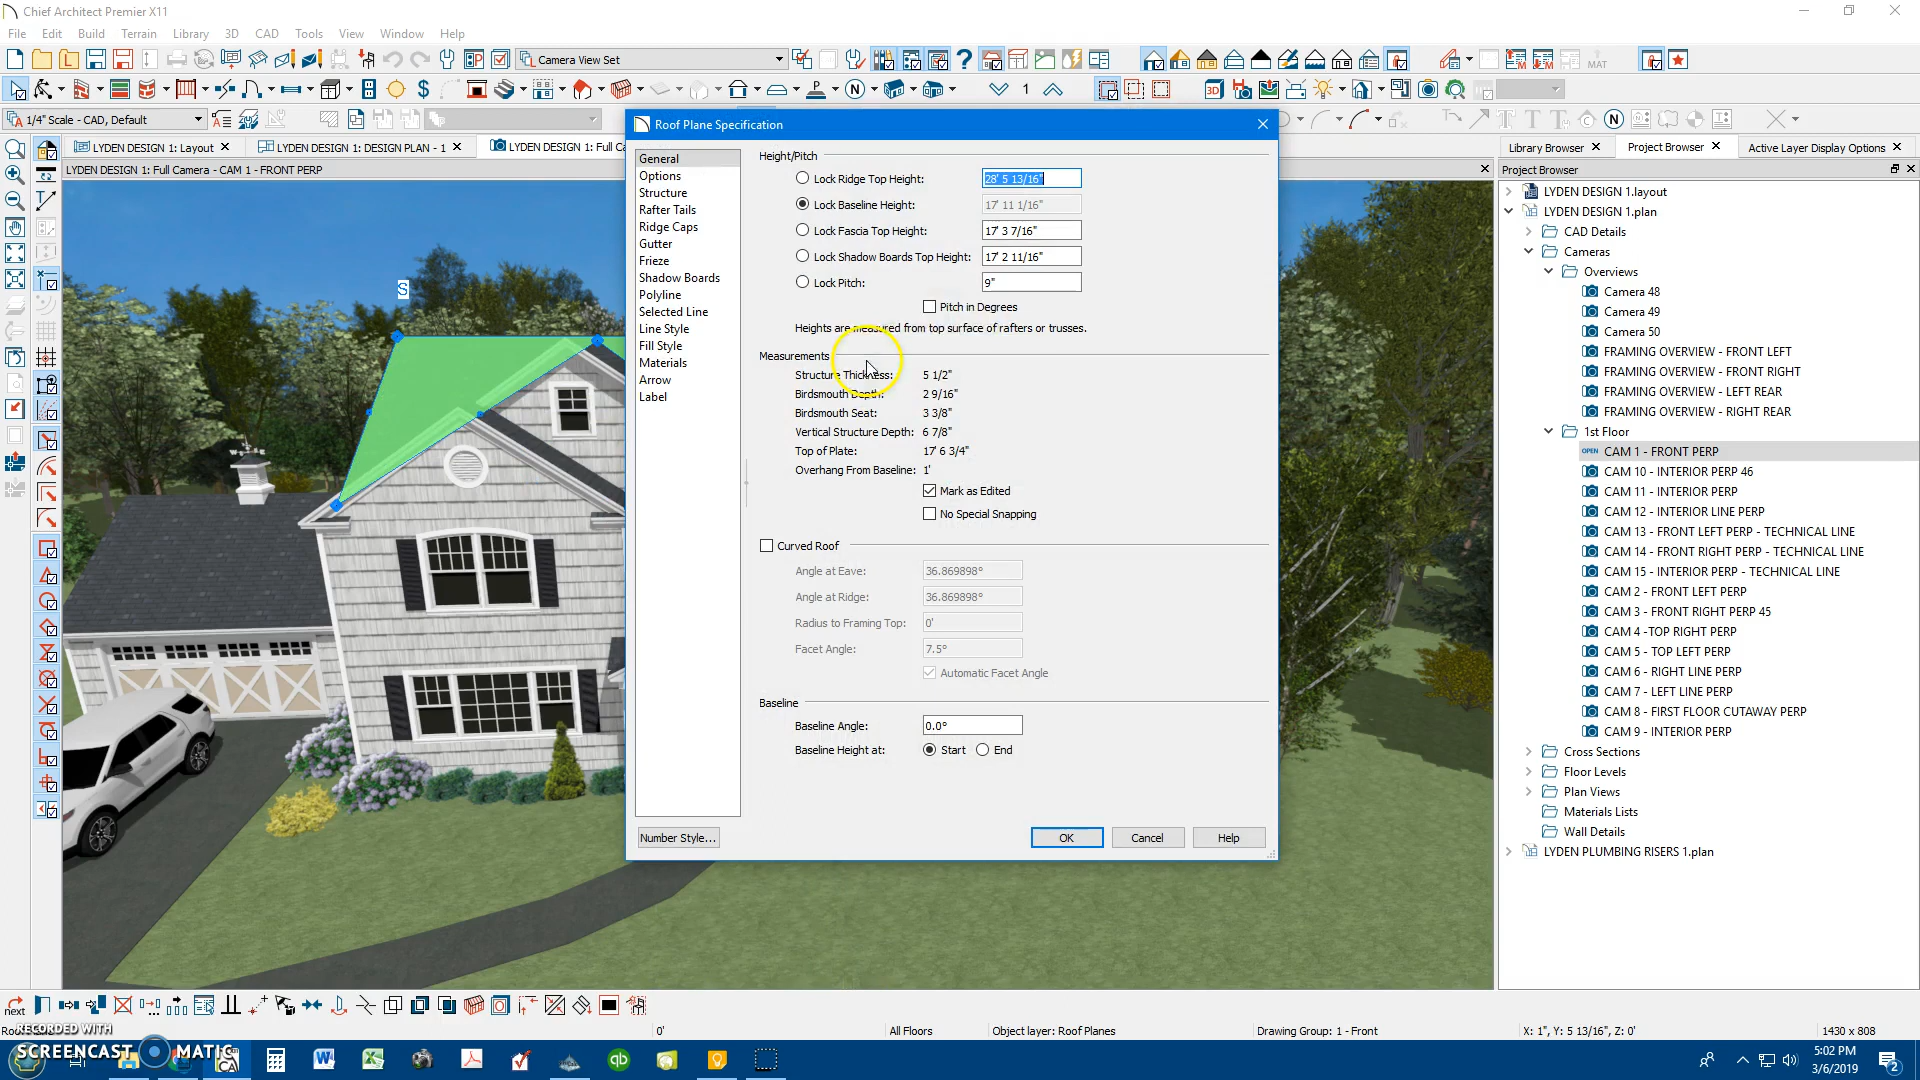 Chief Architect Premier X11
File Edit Build Terrain Library 3D CAD Tools View Window Help
Camera View Set
1
MAT
1/4" Scale - CAD, Default
LYDEN DESIGN 1: Layout
LYDEN DESIGN 1: DESIGN PLAN - 1
LYDEN DESIGN 1: Full Ca
LYDEN DESIGN 1: Full Camera - CAM 1 - FRONT PERP
Roof Plane Specification
General
Options
Structure
Rafter Tails
Ridge Caps
Gutter
Frieze
Shadow Boards
Polyline
Selected Line
Line Style
Fill Style
Materials
Arrow
Label
Height/Pitch
Lock Ridge Top Height: 28' 5 13/16"
Lock Baseline Height: 17' 11 1/16"
Lock Fascia Top Height: 17' 3 7/16"
Lock Shadow Boards Top Height: 17' 2 11/16"
Lock Pitch: 9"
Pitch in Degrees
Heights are measured from top surface of rafters or trusses.
Measurements
Structure Thickness: 5 1/2"
Birdsmouth Depth: 2 9/16"
Birdsmouth Seat: 3 3/8"
Vertical Structure Depth: 6 7/8"
Top of Plate: 17' 6 3/4"
Overhang From Baseline: 1'
Mark as Edited
No Special Snapping
Curved Roof
Angle at Eave: 36.869898°
Angle at Ridge: 36.869898°
Radius to Framing Top: 0'
Facet Angle: 7.5°
Automatic Facet Angle
Baseline
Baseline Angle: 0.0°
Baseline Height at: Start End
Number Style... OK Cancel Help
S
Library Browser Project Browser Active Layer Display Options
Project Browser
LYDEN DESIGN 1.layout
LYDEN DESIGN 1.plan
CAD Details
Cameras
Overviews
Camera 48
Camera 49
Camera 50
FRAMING OVERVIEW - FRONT LEFT
FRAMING OVERVIEW - FRONT RIGHT
FRAMING OVERVIEW - LEFT REAR
FRAMING OVERVIEW - RIGHT REAR
1st Floor
OPEN CAM 1 - FRONT PERP
CAM 10 - INTERIOR PERP 46
CAM 11 - INTERIOR PERP
CAM 12 - INTERIOR LINE PERP
CAM 13 - FRONT LEFT PERP - TECHNICAL LINE
CAM 14 - FRONT RIGHT PERP - TECHNICAL LINE
CAM 15 - INTERIOR PERP - TECHNICAL LINE
CAM 2 - FRONT LEFT PERP
CAM 3 - FRONT RIGHT PERP 45
CAM 4 -TOP RIGHT PERP
CAM 5 - TOP LEFT PERP
CAM 6 - RIGHT LINE PERP
CAM 7 - LEFT LINE PERP
CAM 8 - FIRST FLOOR CUTAWAY PERP
CAM 9 - INTERIOR PERP
Cross Sections
Floor Levels
Plan Views
Materials Lists
Wall Details
LYDEN PLUMBING RISERS 1.plan
next
0' All Floors Object layer: Roof Planes Drawing Group: 1 - Front X: 1", Y: 5 13/16", Z: 0' 1430 x 808
RECORDED WITH
SCREENCAST MATIC
CA
qb
5:02 PM
3/6/2019
2